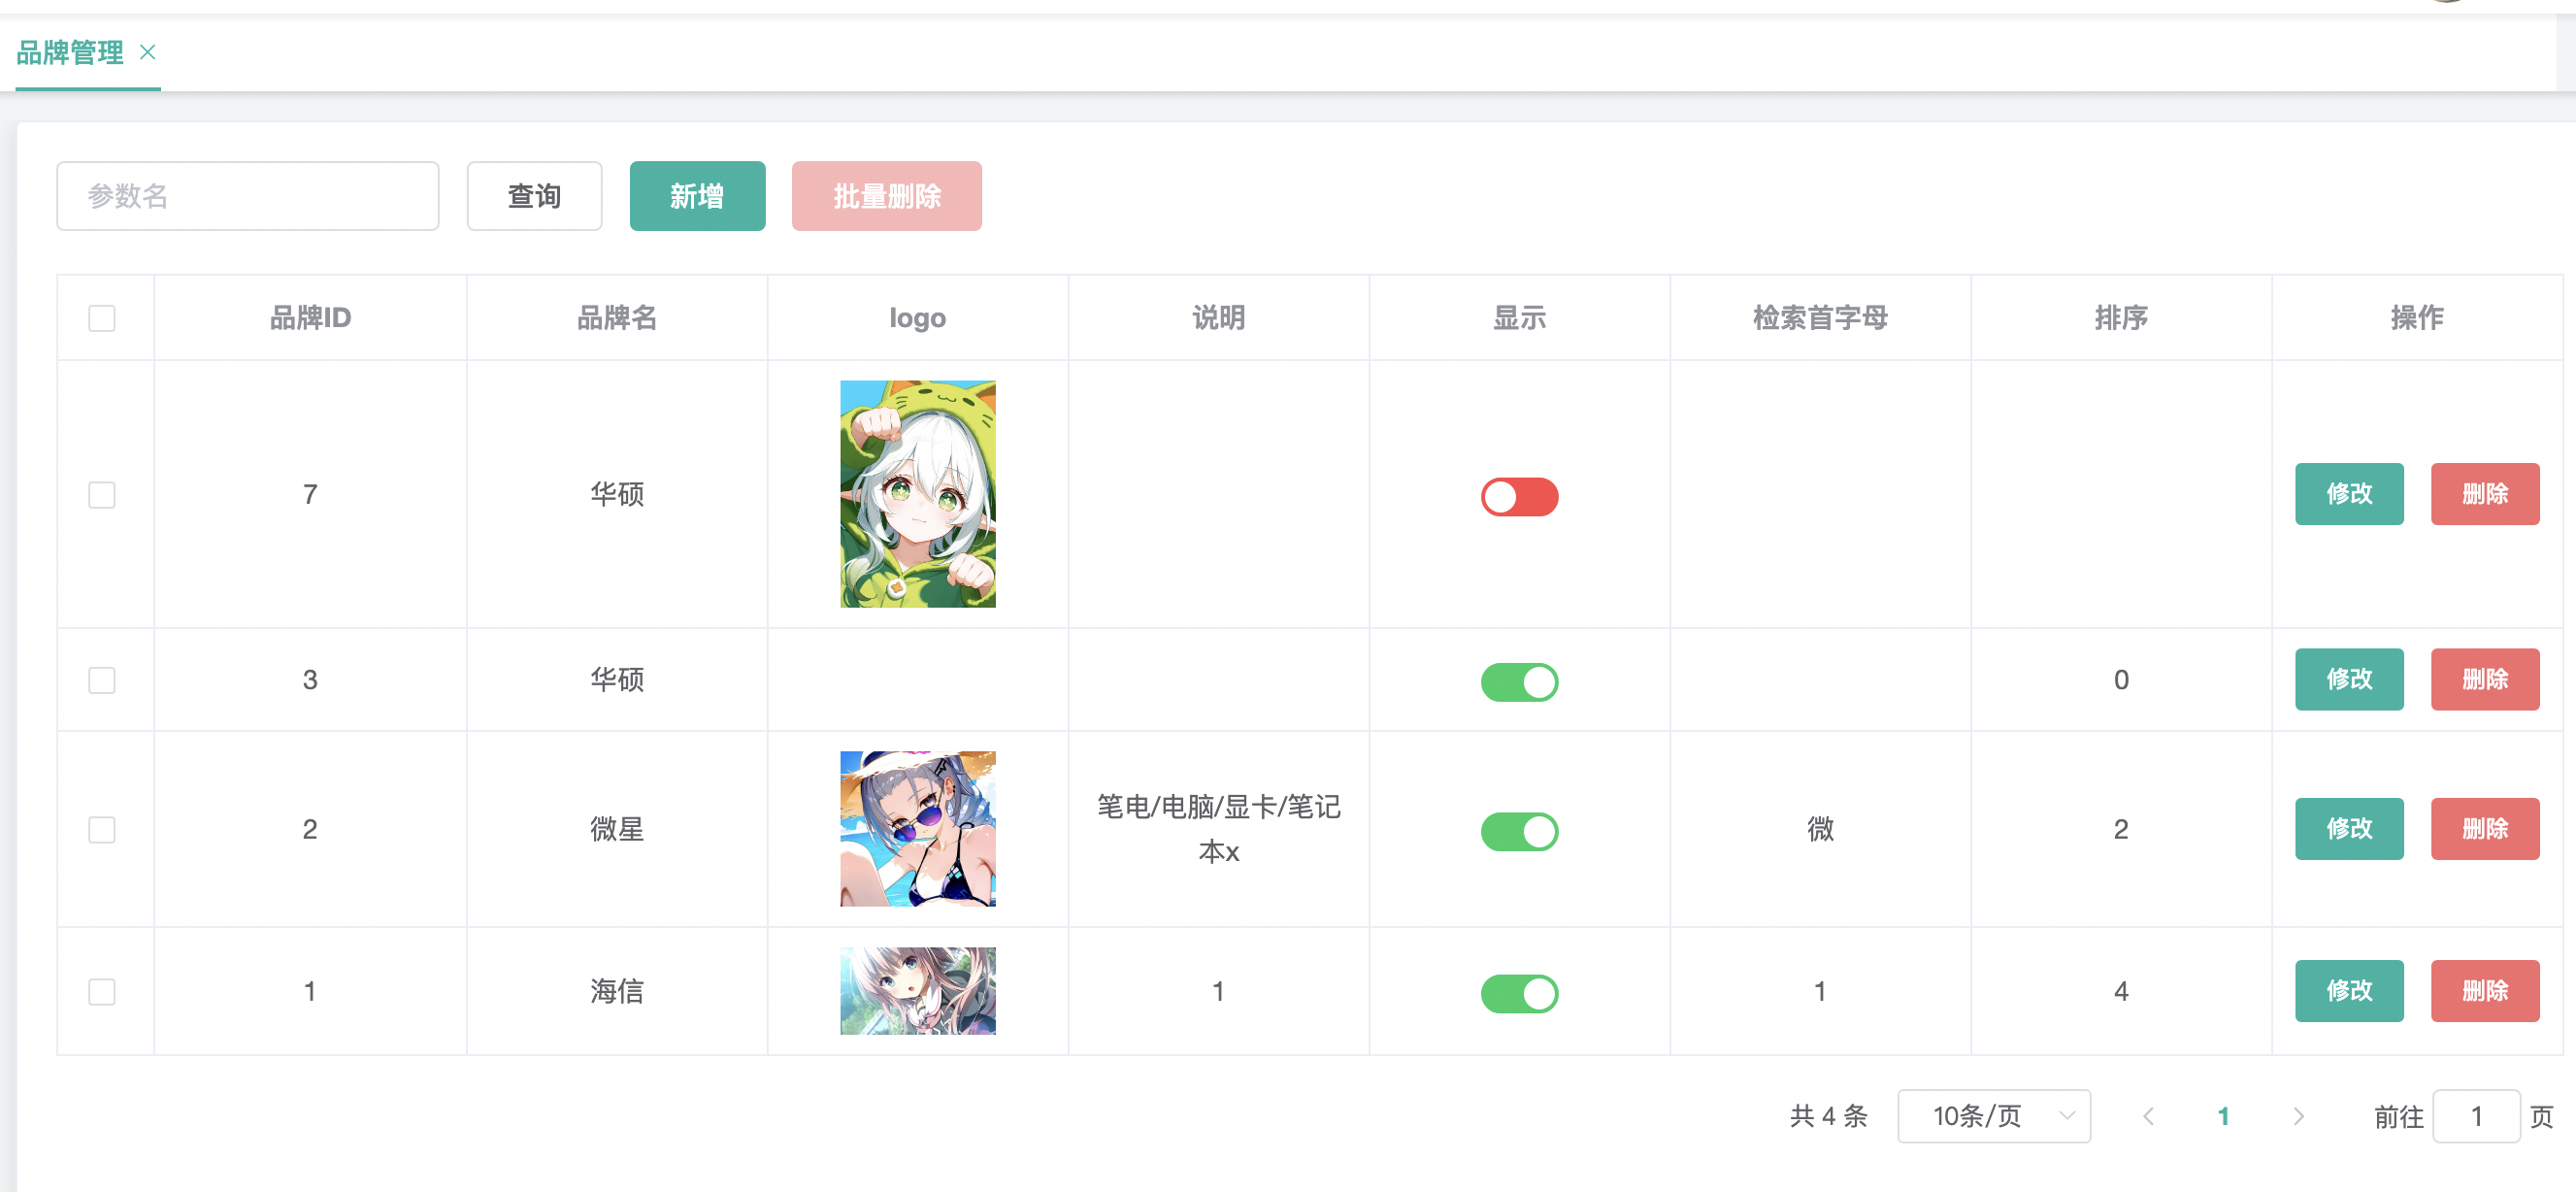 品牌管理
参数名 查询 新增 批量删除
品牌ID 品牌名 logo 说明 显示 检索首字母 排序 操作
7 华硕 修改 删除
3 华硕 0 修改 删除
2 微星 笔电/电脑/显卡/笔记
本x 微 2 修改 删除
1 海信 1 1 4 修改 删除
共 4 条 10条/页 1 前往 1 页